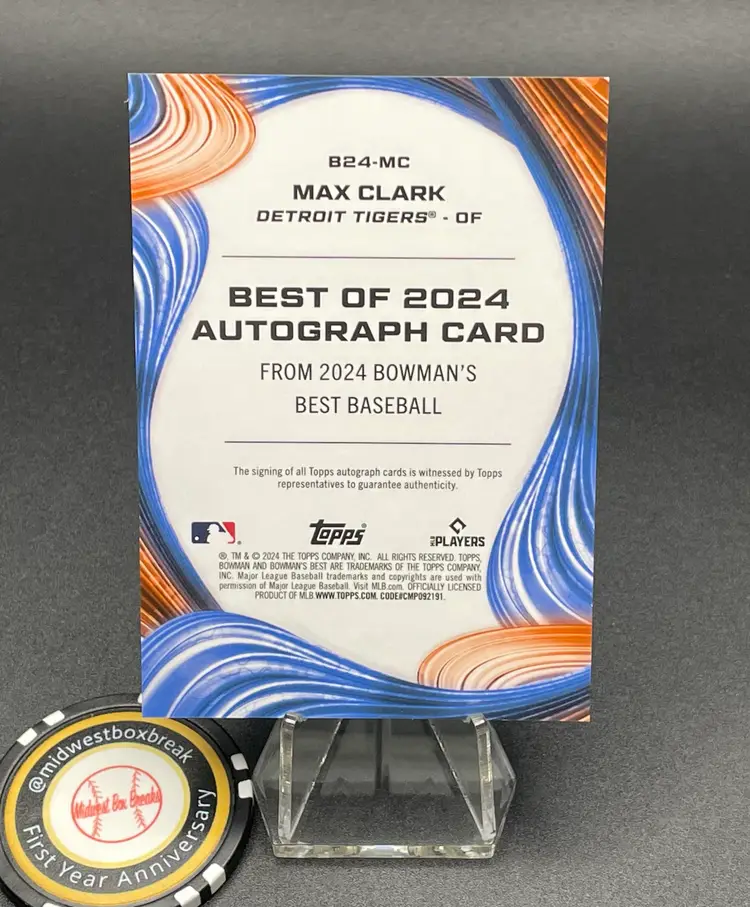 B24-MC
MAX CLARK
DETROIT TIGERS® - OF
BEST OF 2024
AUTOGRAPH CARD
FROM 2024 BOWMAN'S
BEST BASEBALL
The signing of all Topps autograph cards is witnessed by Topps
representatives to guarantee authenticity.
Topps®
MLB PLAYERS
®, TM & © 2024 THE TOPPS COMPANY, INC. ALL RIGHTS RESERVED. TOPPS,
BOWMAN AND BOWMAN'S BEST ARE TRADEMARKS OF THE TOPPS COMPANY,
INC. Major League Baseball trademarks and copyrights are used with
permission of Major League Baseball. Visit MLB.com. OFFICIALLY LICENSED
PRODUCT OF MLB WWW.TOPPS.COM. CODE#CMP092191.
@midwestboxbreak
Midwest Box Breaks
First Year Anniversary